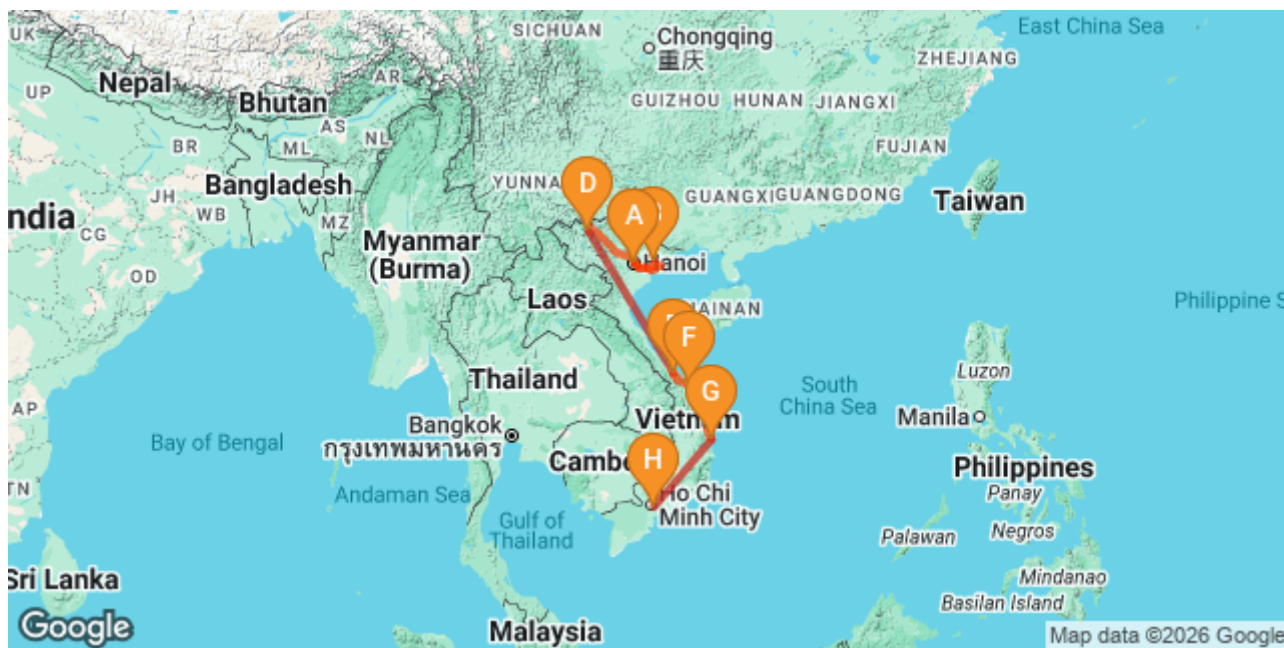 UK
SICHUAN
Chongqing
重庆
East China Sea
ZHEJIANG
Nepal
AR
UP
Bhutan
GUIZHOU
HUNAN
JIANGXI
AS
NL
BR
ML
FUJIAN
D
YUNNA
Bangladesh
JH
GUANGXI
GUANGDONG
Taiwan
A
ndia
WB
MZ
CG
Myanmar
(Burma)
Hanoi
OD
Laos
AINAN
Philippine S
F
Luzon
Thailand
G
South
China Sea
AP
Vietnam
Manila
Bangkok
กรุงเทพมหานคร
Bay of Bengal
H
Cambo
Philippines
TN
Andaman Sea
Ho Chi
Minh City
Panay
Gulf of
Thailand
Negros
Palawan
Sri Lanka
Mindanao
Basilan Island
Google
Malaysia
Map data ©2026 Google